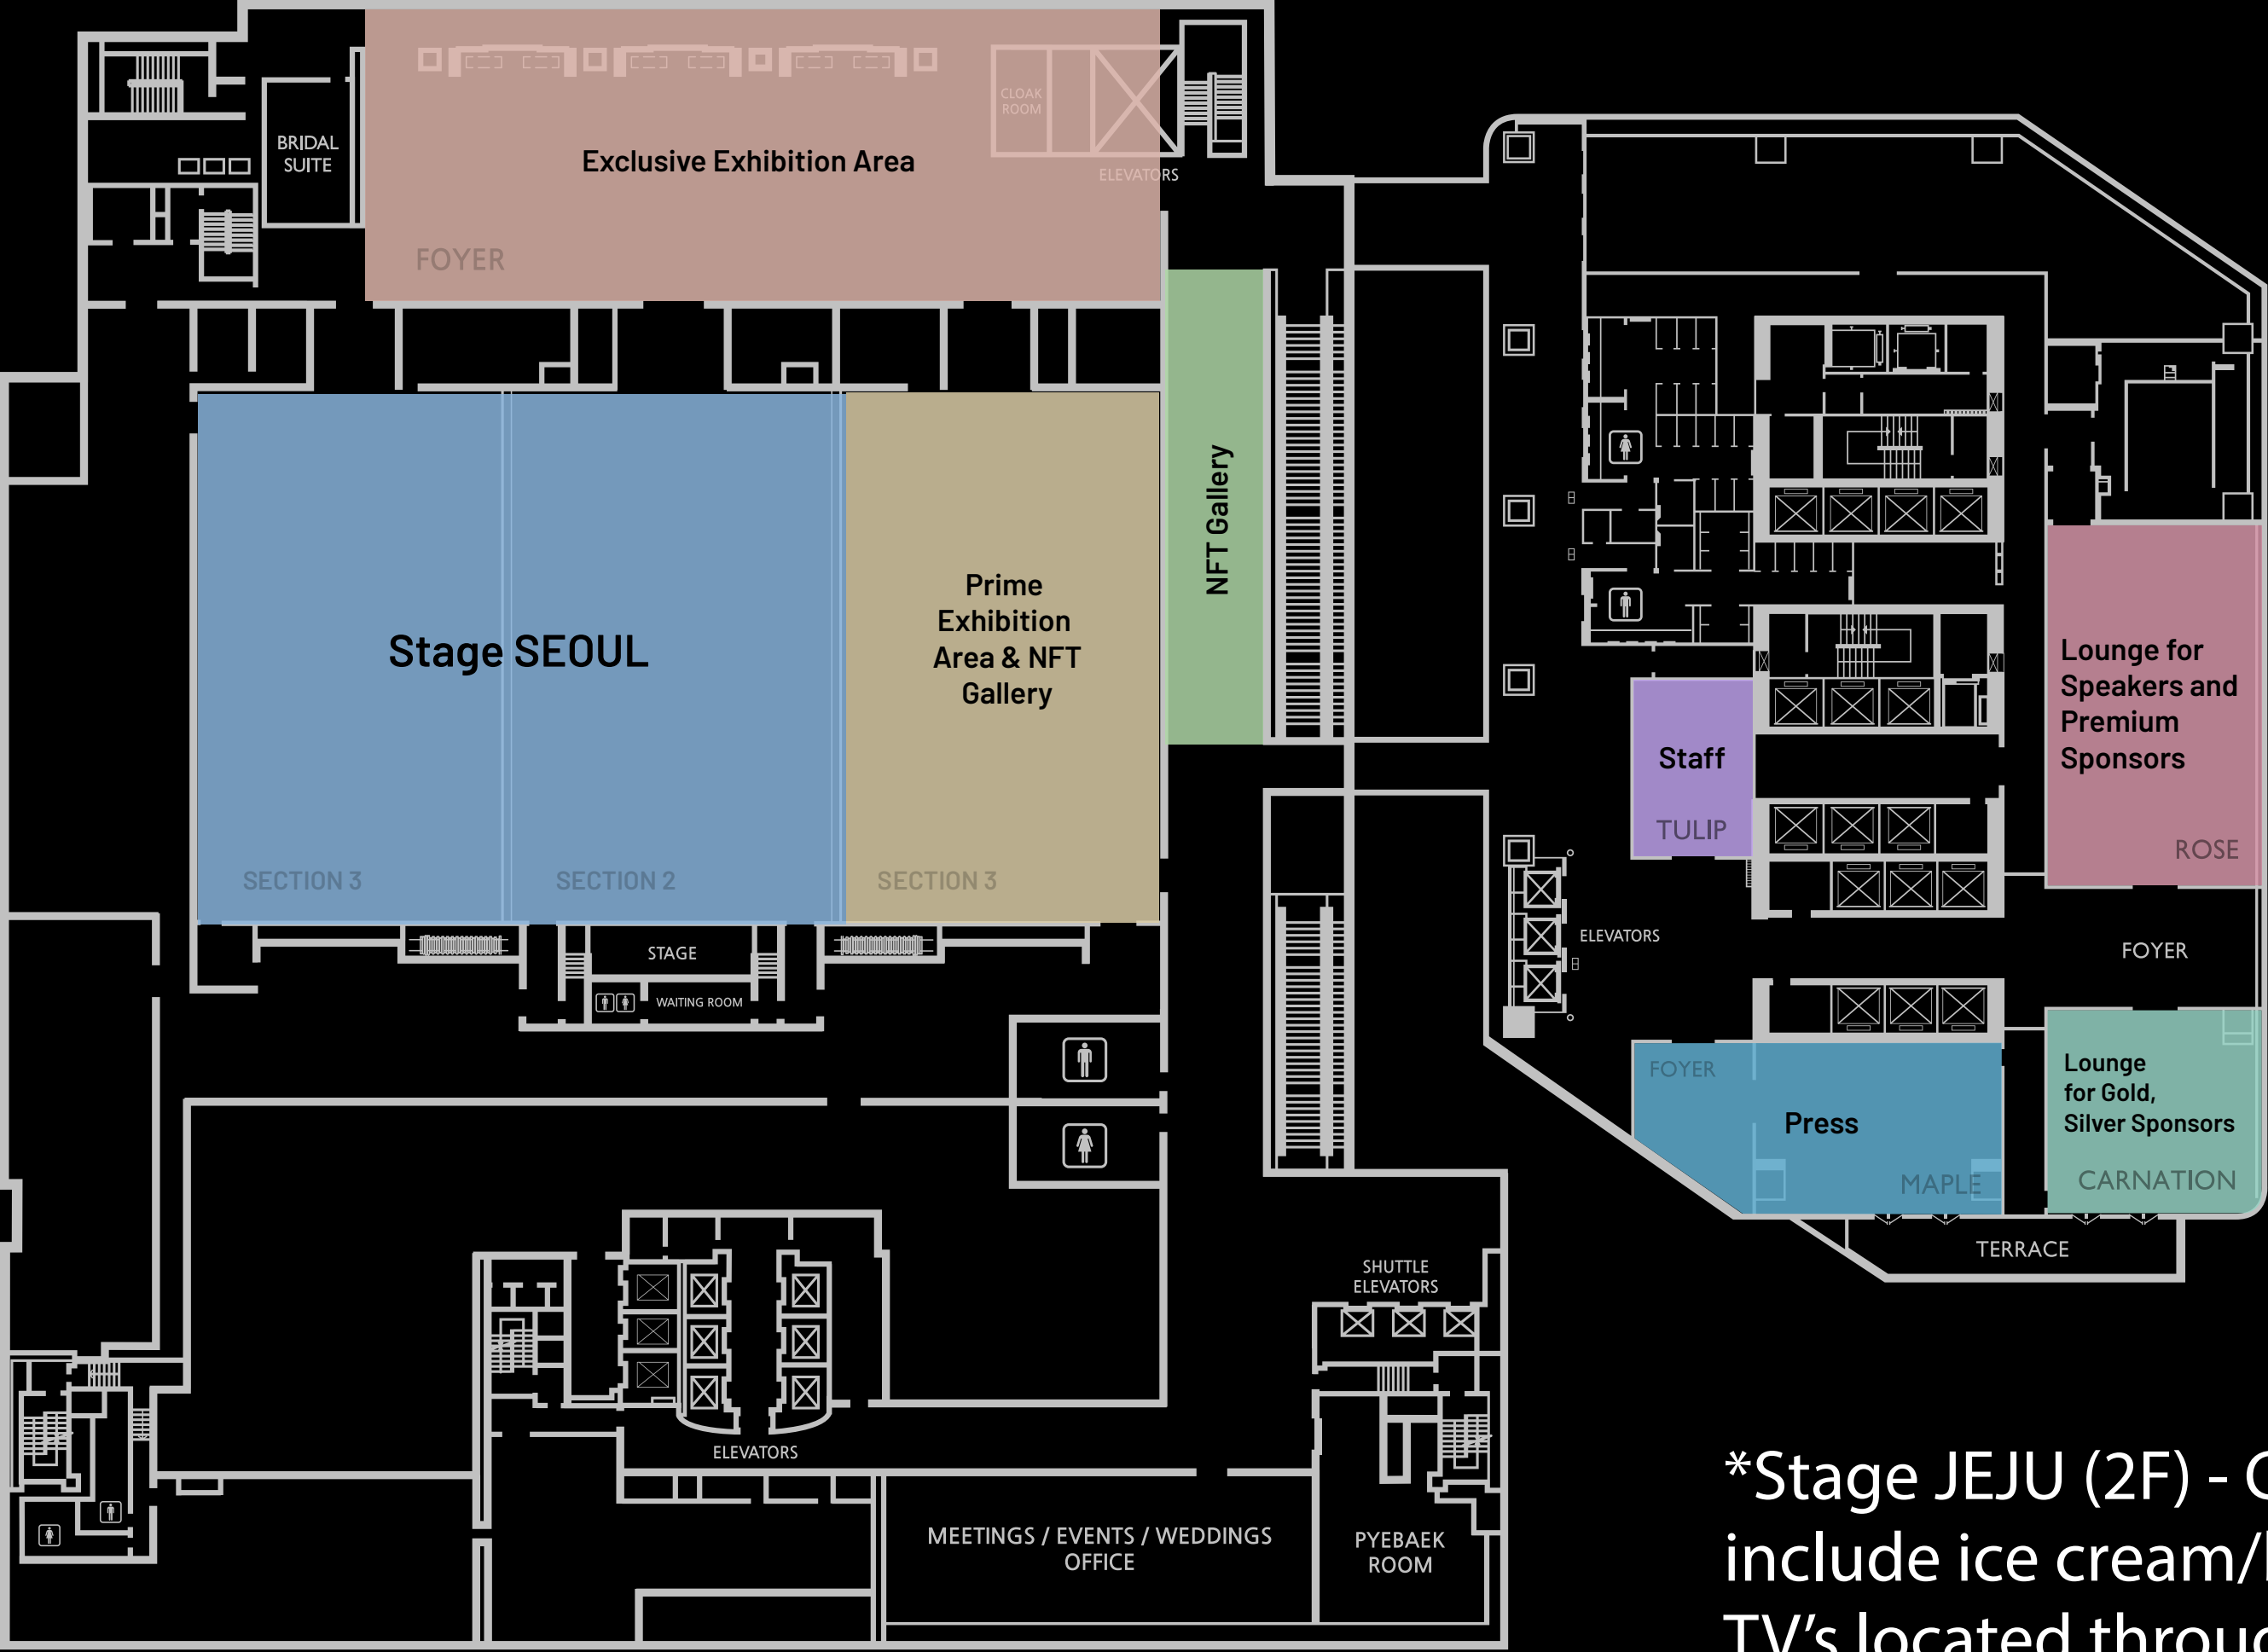 CLOAK
ROOM
BRIDAL
SUITE
Exclusive Exhibition Area
ELEVATORS
FOYER
NFT Gallery
Prime
Exhibition
Area & NFT
Gallery
Stage SEOUL
SECTION 3
SECTION 2
SECTION 3
STAGE
WAITING ROOM
Lounge for
Speakers and
Premium
Sponsors
ROSE
Staff
TULIP
ELEVATORS
FOYER
FOYER
Press
MAPLE
Lounge
for Gold,
Silver Sponsors
CARNATION
TERRACE
SHUTTLE
ELEVATORS
ELEVATORS
MEETINGS / EVENTS / WEDDINGS
OFFICE
PYEBAEK
ROOM
*Stage JEJU (2F) -
include ice cream/
TV's located